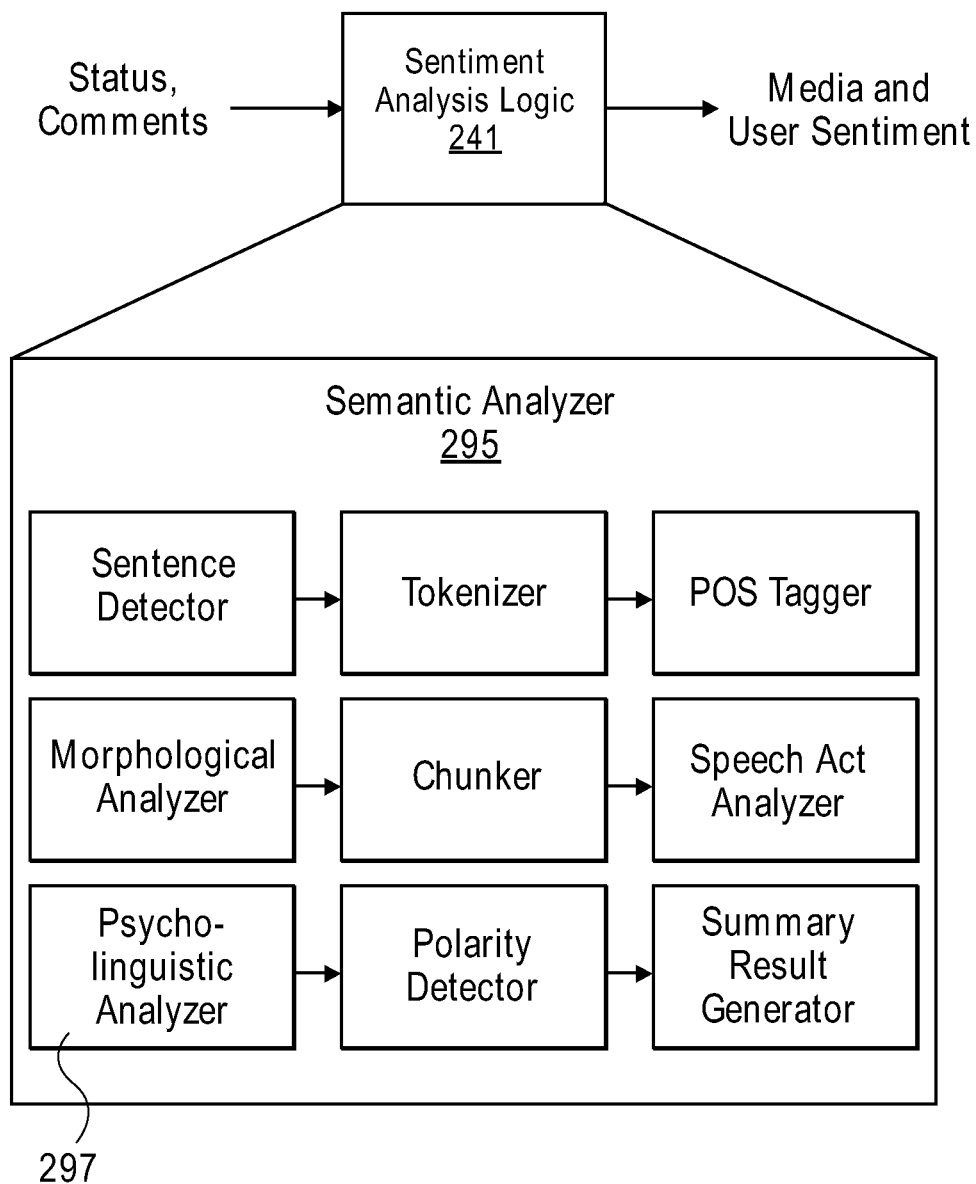 Status,
Comments
Sentiment
Analysis Logic
241
Media and
User Sentiment
Semantic Analyzer
295
Sentence
Detector
Tokenizer
POS Tagger
Morphological
Analyzer
Chunker
Speech Act
Analyzer
Psycho-
linguistic
Analyzer
Polarity
Detector
Summary
Result
Generator
297